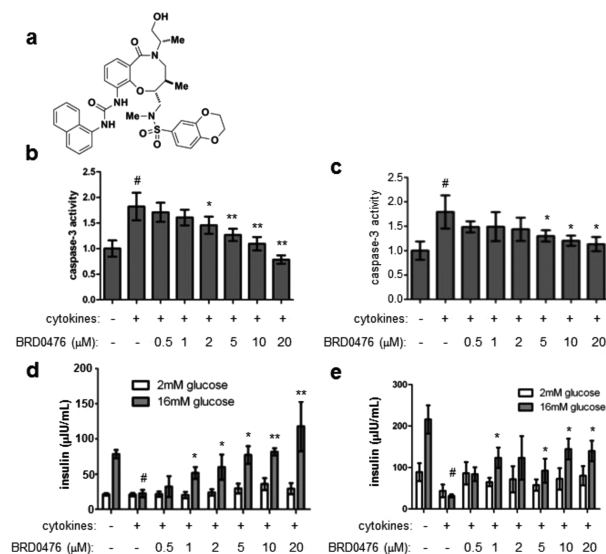 a
OH
O
N
Me
O
Me
O
NH
NH
Me
N
O
S
O
O
O
b
caspase-3 activity
2.5
2.0
1.5
1.0
0.5
0.0
#
*
**
**
**
cytokines: - + + + + + + +
BRD0476 (µM): - - 0.5 1 2 5 10 20
c
caspase-3 activity
2.5
2.0
1.5
1.0
0.5
0.0
#
*
*
*
cytokines: - + + + + + + +
BRD0476 (µM): - - 0.5 1 2 5 10 20
d
insulin (µIU/mL)
200
150
100
50
0
2mM glucose
16mM glucose
#
*
*
*
**
**
cytokines: - + + + + + + +
BRD0476 (µM): - - 0.5 1 2 5 10 20
e
insulin (µIU/mL)
300
200
100
0
2mM glucose
16mM glucose
#
*
*
*
*
cytokines: - + + + + + + +
BRD0476 (µM): - - 0.5 1 2 5 10 20